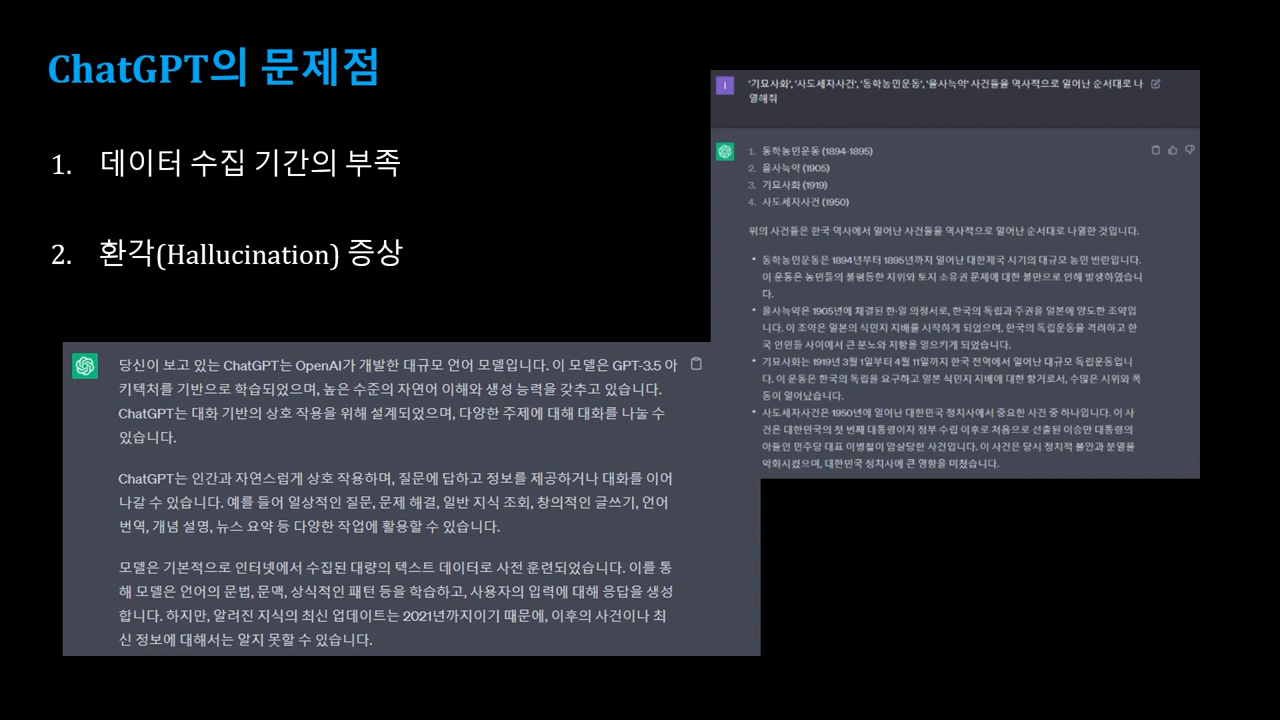 ChatGPT의 문제점
1. 데이터 수집 기간의 부족
2. 환각(Hallucination) 증상
I
'기묘사화', '사도세자사건', '동학농민운동', '을사늑약' 사건들을 역사적으로 일어난 순서대로 나
열해줘
1. 동학농민운동 (1894-1895)
2. 을사늑약 (1905)
3. 기묘사화 (1919)
4. 사도세자사건 (1950)
위의 사건들은 한국 역사에서 일어난 사건들을 역사적으로 일어난 순서대로 나열한 것입니다.
• 동학농민운동은 1894년부터 1895년까지 일어난 대한제국 시기의 대규모 농민 반란입니다.
이 운동은 농민들의 불평등한 지위와 토지 소유권 문제에 대한 불만으로 인해 발생하였습니
다.
• 을사늑약은 1905년에 체결된 한·일 의정서로, 한국의 독립과 주권을 일본에 양도한 조약입
니다. 이 조약은 일본의 식민지 지배를 시작하게 되었으며, 한국의 독립운동을 격려하고 한
국 인민들 사이에서 큰 분노와 저항을 일으키게 되었습니다.
• 기묘사화는 1919년 3월 1일부터 4월 11일까지 한국 전역에서 일어난 대규모 독립운동입니
다. 이 운동은 한국의 독립을 요구하고 일본 식민지 지배에 대한 항거로서, 수많은 시위와 폭
동이 일어났습니다.
• 사도세자사건은 1950년에 일어난 대한민국 정치사에서 중요한 사건 중 하나입니다. 이 사
건은 대한민국의 첫 번째 대통령이자 정부 수립 이후로 처음으로 선출된 이승만 대통령의
아들인 민주당 대표 이병철이 암살당한 사건입니다. 이 사건은 당시 정치적 불안과 분열을
악화시켰으며, 대한민국 정치사에 큰 영향을 미쳤습니다.
당신이 보고 있는 ChatGPT는 OpenAI가 개발한 대규모 언어 모델입니다. 이 모델은 GPT-3.5 아
키텍처를 기반으로 학습되었으며, 높은 수준의 자연어 이해와 생성 능력을 갖추고 있습니다.
ChatGPT는 대화 기반의 상호 작용을 위해 설계되었으며, 다양한 주제에 대해 대화를 나눌 수
있습니다.
ChatGPT는 인간과 자연스럽게 상호 작용하며, 질문에 답하고 정보를 제공하거나 대화를 이어
나갈 수 있습니다. 예를 들어 일상적인 질문, 문제 해결, 일반 지식 조회, 창의적인 글쓰기, 언어
번역, 개념 설명, 뉴스 요약 등 다양한 작업에 활용할 수 있습니다.
모델은 기본적으로 인터넷에서 수집된 대량의 텍스트 데이터로 사전 훈련되었습니다. 이를 통
해 모델은 언어의 문법, 문맥, 상식적인 패턴 등을 학습하고, 사용자의 입력에 대해 응답을 생성
합니다. 하지만, 알려진 지식의 최신 업데이트는 2021년까지이기 때문에, 이후의 사건이나 최
신 정보에 대해서는 알지 못할 수 있습니다.